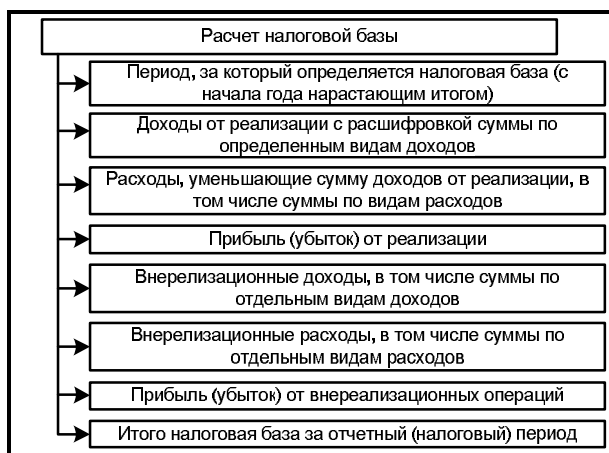 Расчет налоговой базы
Период, за который определяется налоговая база (с
начала года нарастающим итогом)
Доходы от реализации с расшифровкой суммы по
определенным видам доходов
Расходы, уменьшающие сумму доходов от реализации, в
том числе суммы по видам расходов
Прибыль (убыток) от реализации
Внерелизационные доходы, в том числе суммы по
отдельным видам доходов
Внерелизационные расходы, в том числе суммы по
отдельным видам расходов
Прибыль (убыток) от внереализационных операций
Итого налоговая база за отчетный (налоговый) период